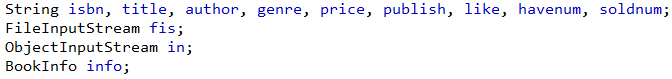 String isbn, title, author, genre, price, publish, like, havenum, soldnum;
FileInputStream fis;
ObjectInputStream in;
BookInfo info;